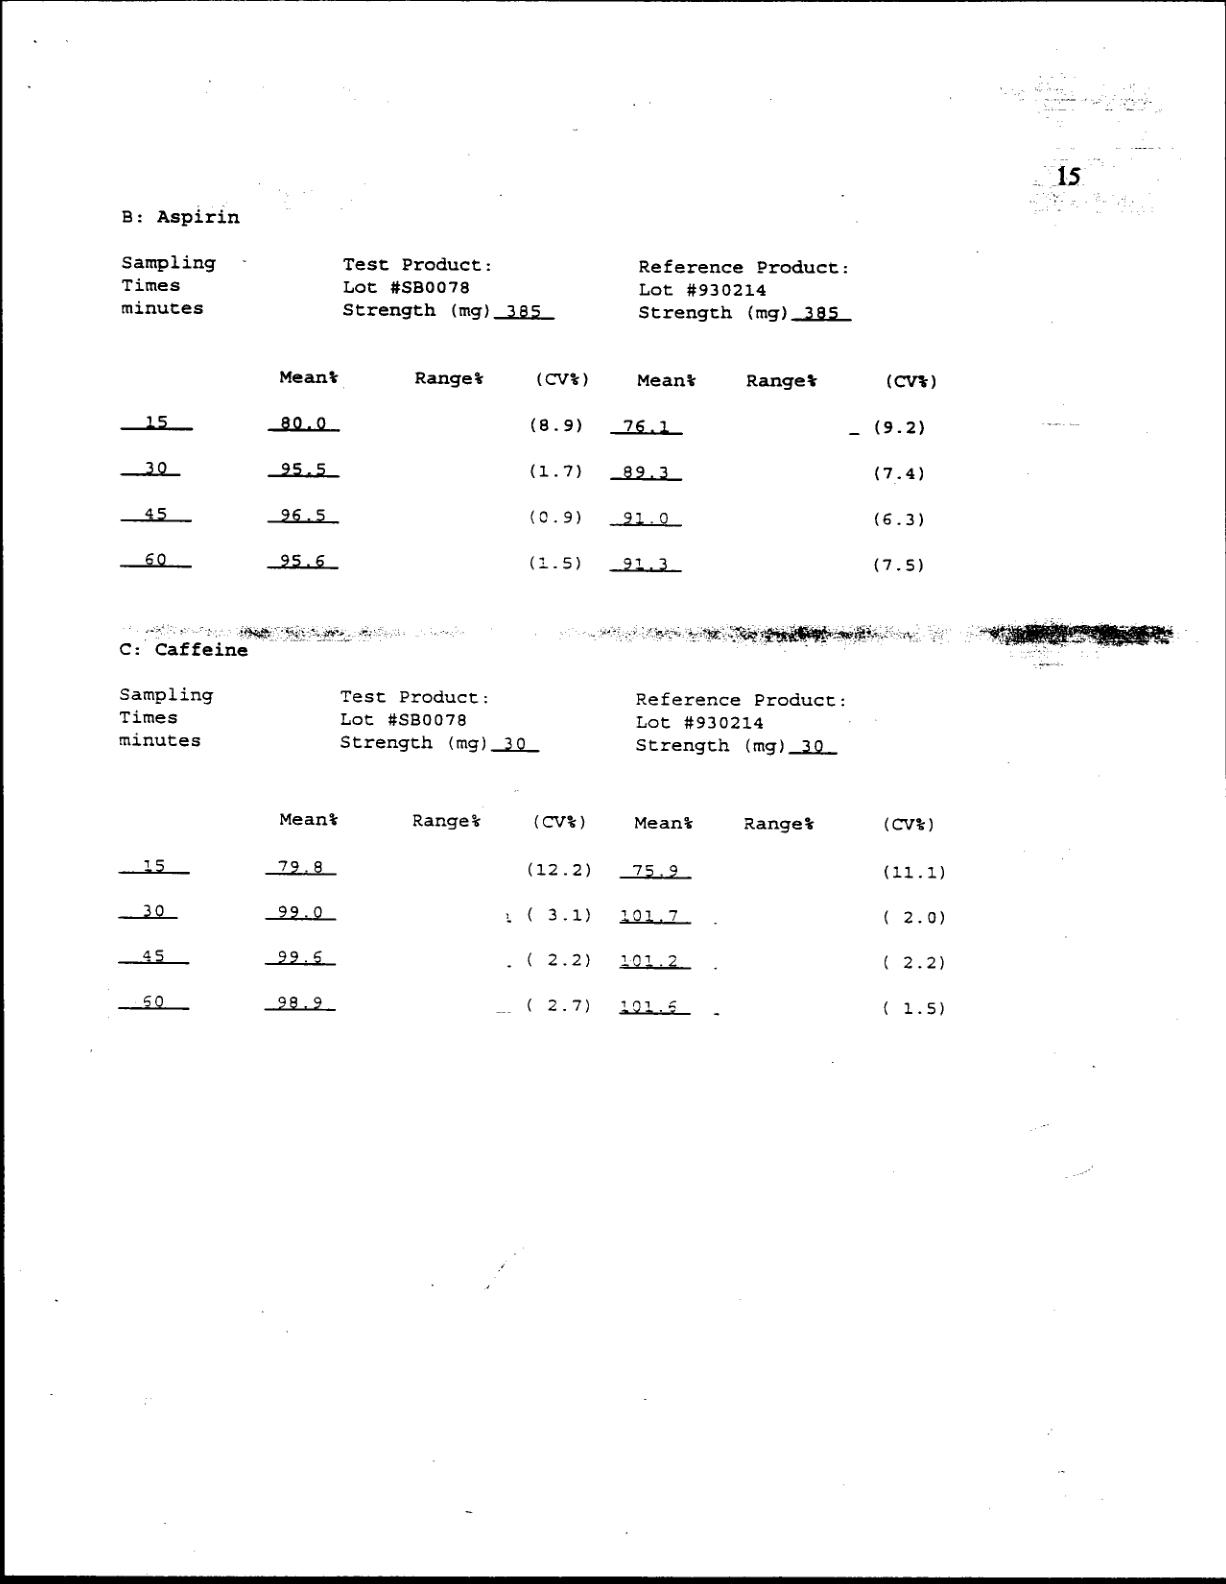 15
B: Aspirin
Sampling Test Product: Reference Product:
Times Lot #SB0078 Lot #930214
minutes Strength (mg) 385 Strength (mg) 385
Mean% Range% (CV%) Mean% Range% (CV%)
15 80.0 (8.9) 76.1 (9.2)
30 95.5 (1.7) 89.3 (7.4)
45 96.5 (0.9) 91.0 (6.3)
60 95.6 (1.5) 91.3 (7.5)
C: Caffeine
Sampling Test Product: Reference Product:
Times Lot #SB0078 Lot #930214
minutes Strength (mg) 30 Strength (mg) 30
Mean% Range% (CV%) Mean% Range% (CV%)
15 79.8 (12.2) 75.9 (11.1)
30 99.0 ( 3.1) 101.7 ( 2.0)
45 99.6 ( 2.2) 101.2 ( 2.2)
60 98.9 ( 2.7) 101.6 ( 1.5)